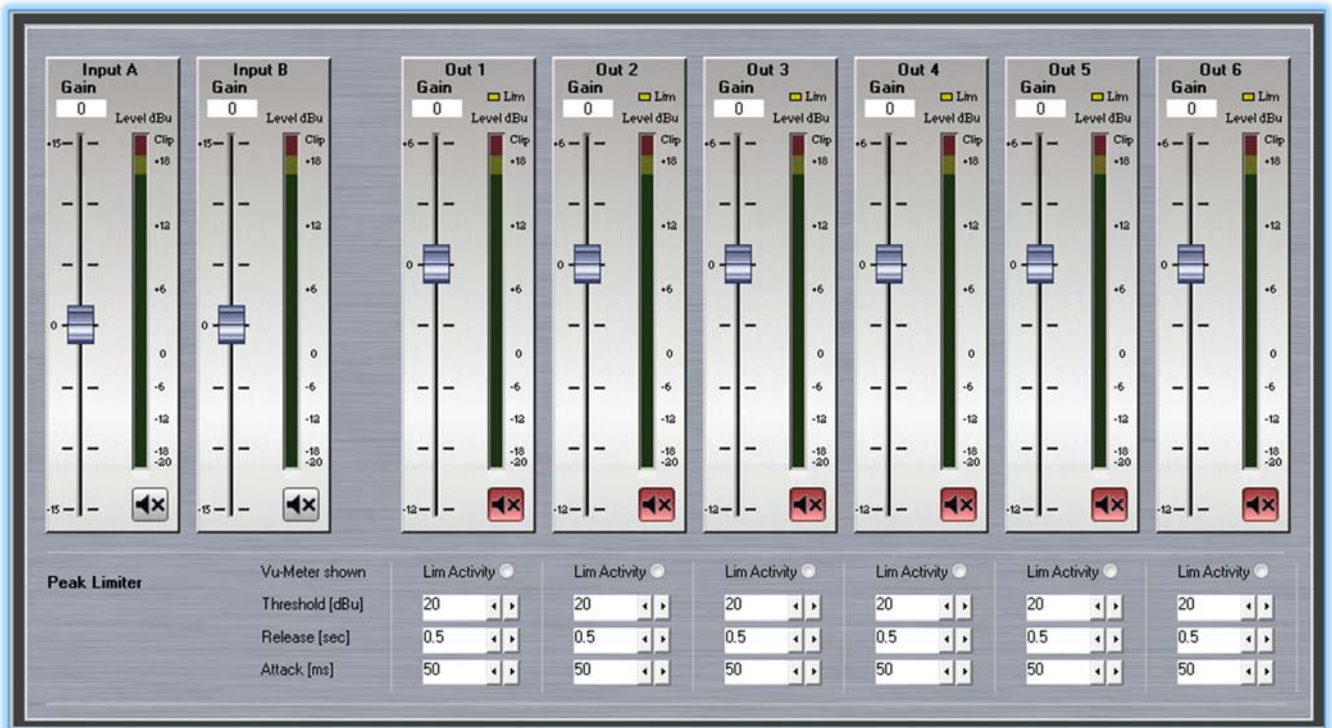 Input A Input B Out 1 Out 2 Out 3 Out 4 Out 5 Out 6
Gain Gain Gain Gain Gain Gain Gain Gain
Lim Lim Lim Lim Lim Lim
0 0 0 0 0 0 0 0
Level dBu Level dBu Level dBu Level dBu Level dBu Level dBu Level dBu Level dBu
+15 Clip +15 Clip +6 Clip +6 Clip +6 Clip +6 Clip +6 Clip +6 Clip
+18 +18 +18 +18 +18 +18 +18 +18
+12 +12 +12 +12 +12 +12 +12 +12
0 0 0 0 0 0
+6 +6 +6 +6 +6 +6 +6 +6
0 0
0 0 0 0 0 0 0 0
-6 -6 -6 -6 -6 -6 -6 -6
-12 -12 -12 -12 -12 -12 -12 -12
-18 -18 -18 -18 -18 -18 -18 -18
-20 -20 -20 -20 -20 -20 -20 -20
-15 -15 -12 -12 -12 -12 -12 -12
Peak Limiter
Vu-Meter shown Lim Activity Lim Activity Lim Activity Lim Activity Lim Activity Lim Activity
Threshold [dBu] 20 20 20 20 20 20
Release [sec] 0.5 0.5 0.5 0.5 0.5 0.5
Attack [ms] 50 50 50 50 50 50